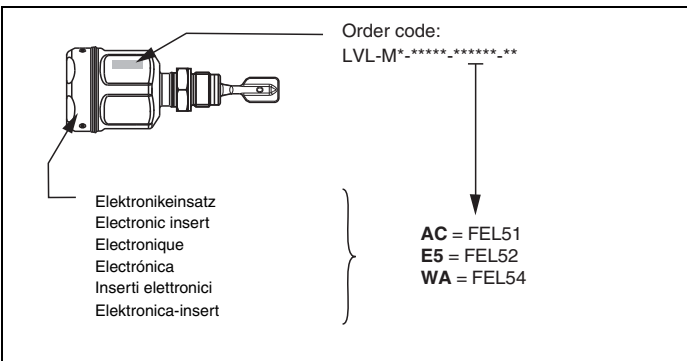 Order code:
LVL-M*-*****-******-**
Elektronikeinsatz
Electronic insert
Electronique
Electrónica
Inserti elettronici
Elektronica-insert
AC = FEL51
E5 = FEL52
WA = FEL54